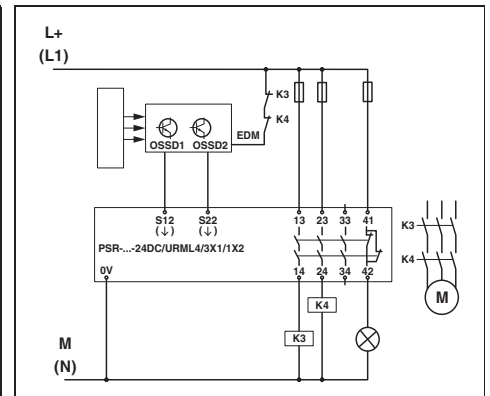 L+
(L1)
K3
K4
EDM
OSSD1 OSSD2
S12 S22 13 23 33 41
(↓) (↓)
PSR-...-24DC/URML4/3X1/1X2
0V 14 24 34 42
K3
K4
M
K4
K3
M
(N)